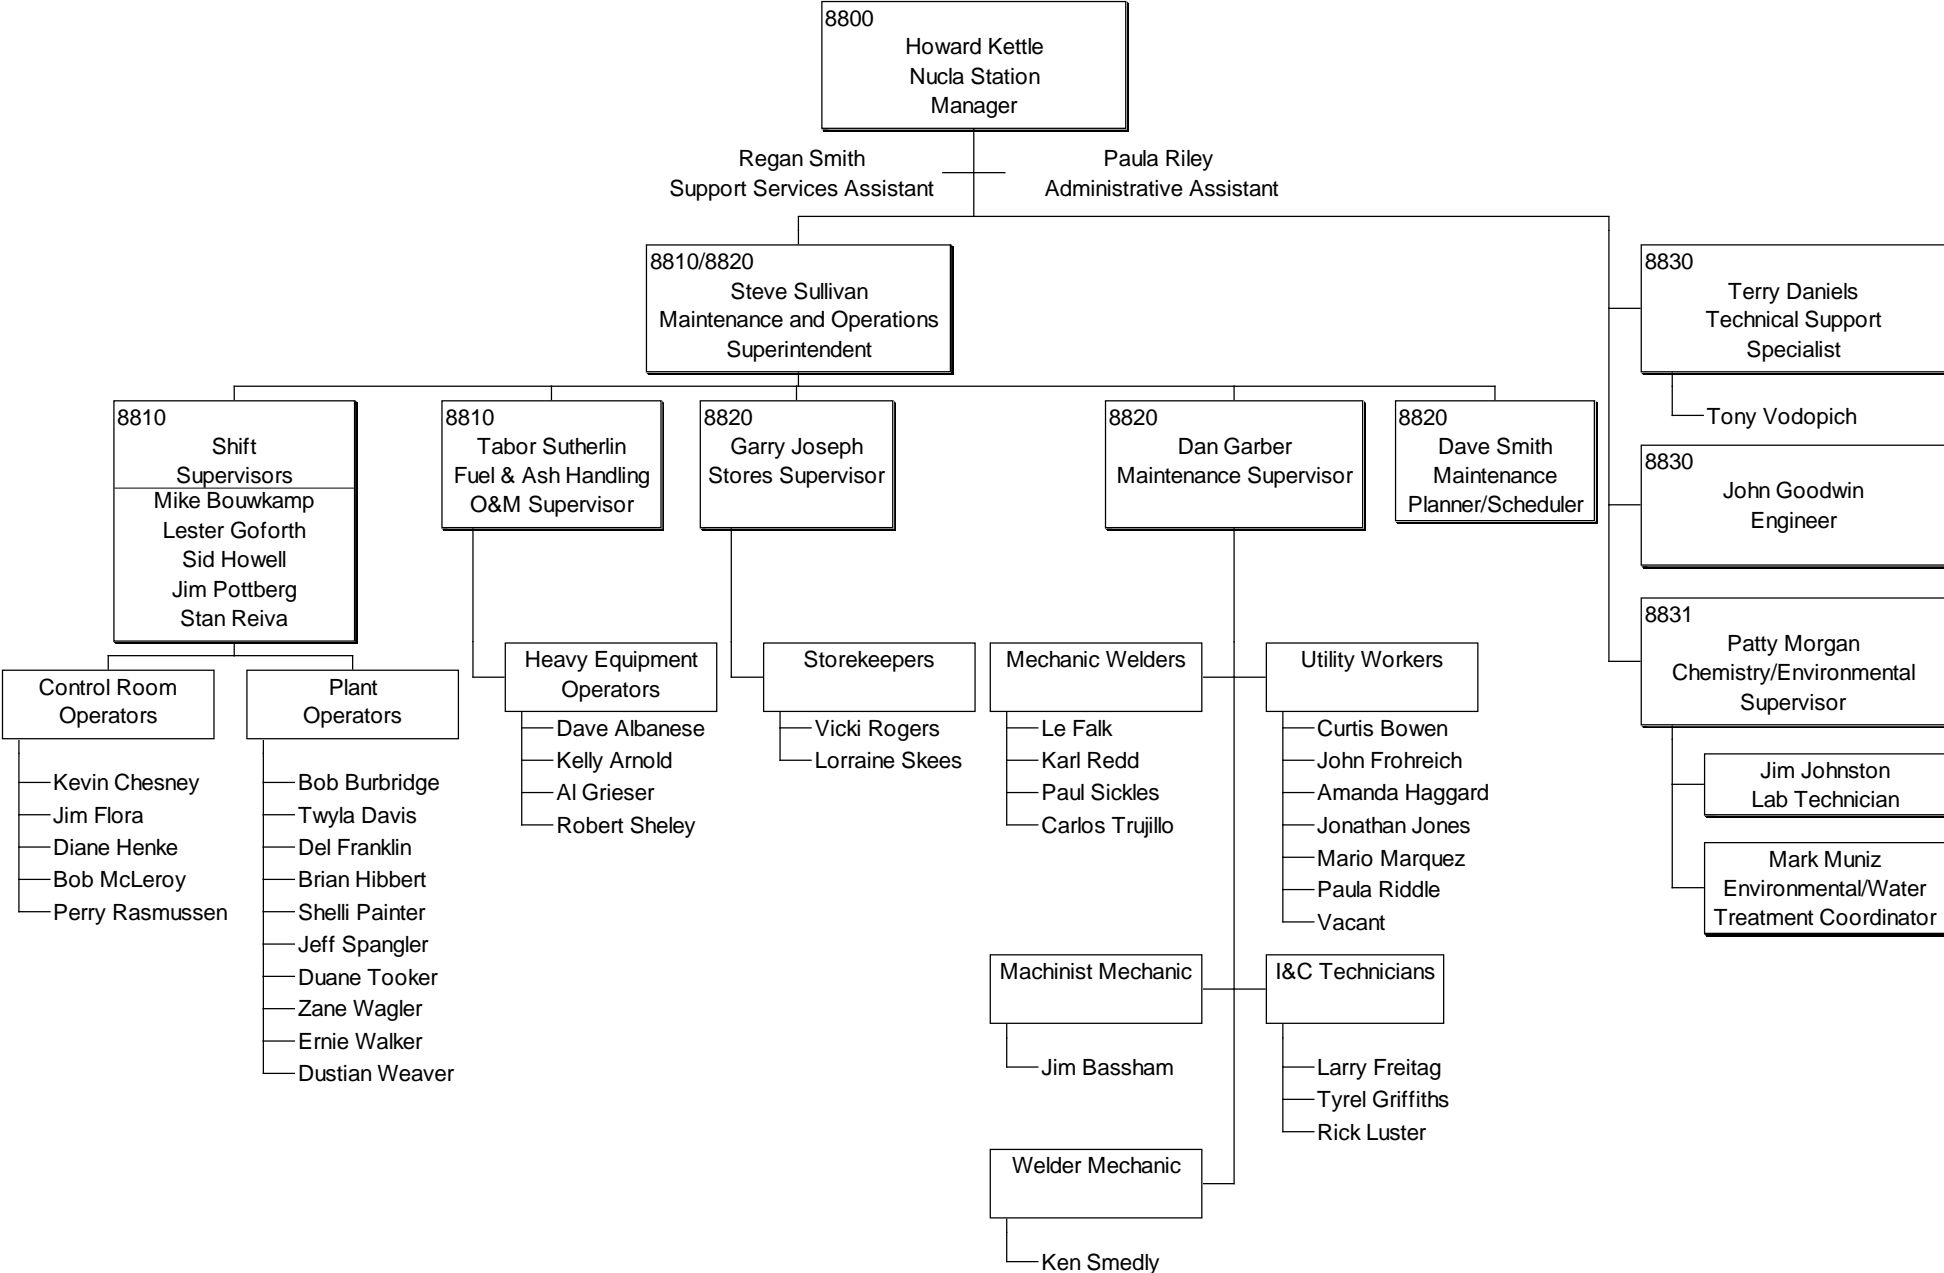 8800
Howard Kettle
Nucla Station
Manager
Regan Smith
Support Services Assistant
Paula Riley
Administrative Assistant
8810/8820
Steve Sullivan
Maintenance and Operations
Superintendent
8830
Terry Daniels
Technical Support
Specialist
Tony Vodopich
8830
John Goodwin
Engineer
8831
Patty Morgan
Chemistry/Environmental
Supervisor
Jim Johnston
Lab Technician
Mark Muniz
Environmental/Water
Treatment Coordinator
8810
Shift
Supervisors
Mike Bouwkamp
Lester Goforth
Sid Howell
Jim Pottberg
Stan Reiva
Control Room
Operators
Kevin Chesney
Jim Flora
Diane Henke
Bob McLeroy
Perry Rasmussen
Plant
Operators
Bob Burbridge
Twyla Davis
Del Franklin
Brian Hibbert
Shelli Painter
Jeff Spangler
Duane Tooker
Zane Wagler
Ernie Walker
Dustian Weaver
8810
Tabor Sutherlin
Fuel & Ash Handling
O&M Supervisor
Heavy Equipment
Operators
Dave Albanese
Kelly Arnold
Al Grieser
Robert Sheley
8820
Garry Joseph
Stores Supervisor
Storekeepers
Vicki Rogers
Lorraine Skees
8820
Dan Garber
Maintenance Supervisor
Mechanic Welders
Le Falk
Karl Redd
Paul Sickles
Carlos Trujillo
Utility Workers
Curtis Bowen
John Frohreich
Amanda Haggard
Jonathan Jones
Mario Marquez
Paula Riddle
Vacant
Machinist Mechanic
Jim Bassham
I&C Technicians
Larry Freitag
Tyrel Griffiths
Rick Luster
Welder Mechanic
Ken Smedly
8820
Dave Smith
Maintenance
Planner/Scheduler